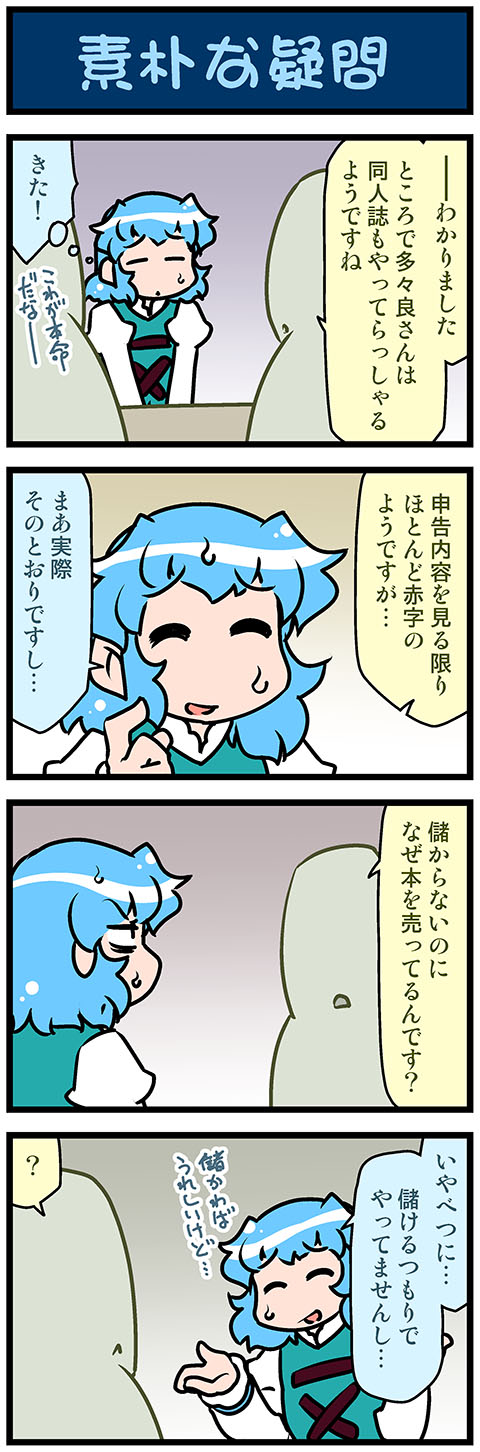 素朴な疑問
──わかりました
ところで多々良さんは
同人誌もやってらっしゃる
ようですね
きた！
これが本命
だな──
申告内容を見る限り
ほとんど赤字の
ようですが…
まあ実際
そのとおりですし…
儲からないのに
なぜ本を売ってるんです？
いやべつに…
儲けるつもりで
やってませんし…
儲かれば
うれしいけど…
？